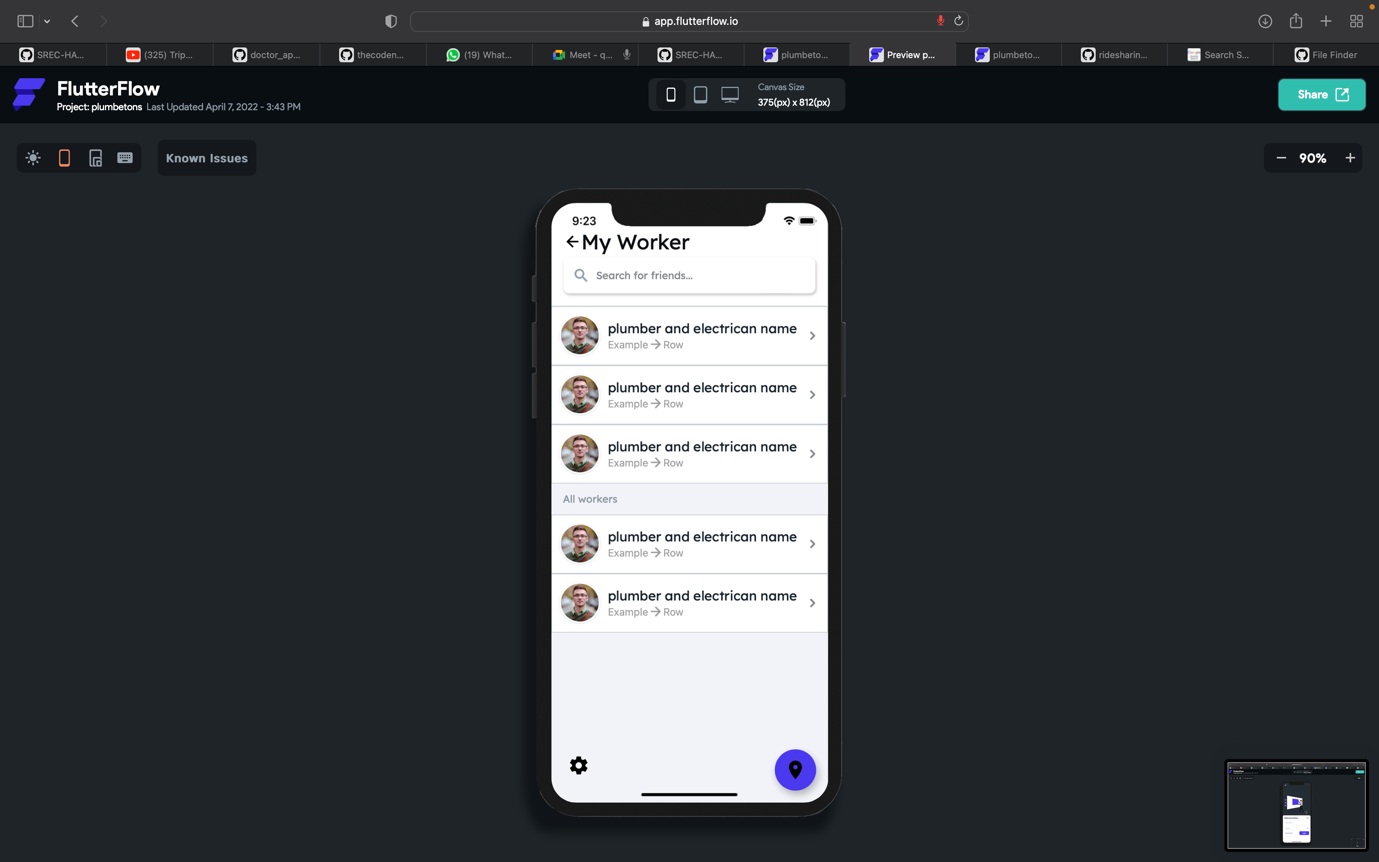 app.flutterflow.io
SREC-HA...
(325) Trip...
doctor_ap...
thecoden...
(19) What...
Meet - q...
SREC-HA...
plumbeto...
Preview p...
plumbeto...
ridesharin...
Search S...
File Finder
FlutterFlow
Project: plumbetons Last Updated April 7, 2022 - 3:43 PM
Canvas Size
375(px) x 812(px)
Share
Known Issues
90%
9:23
My Worker
Search for friends...
plumber and electrican name
Example → Row
plumber and electrican name
Example → Row
plumber and electrican name
Example → Row
All workers
plumber and electrican name
Example → Row
plumber and electrican name
Example → Row